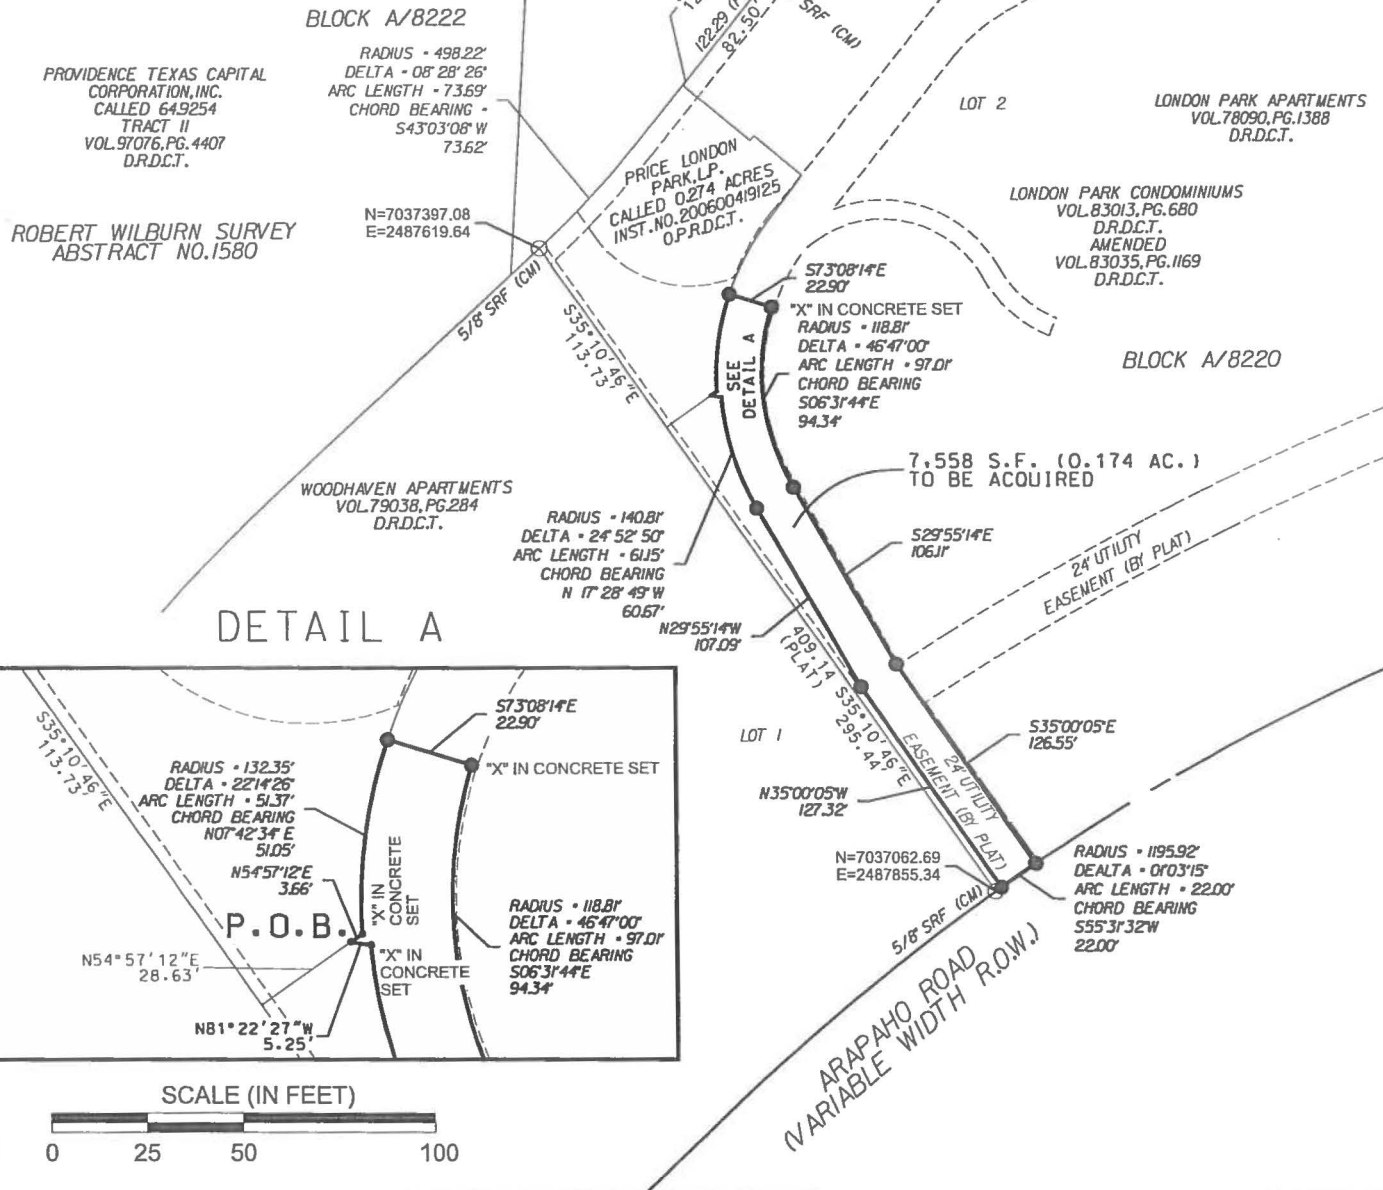 BLOCK A/8222
RADIUS = 498.22'
DELTA = 08°28'26"
ARC LENGTH = 73.69'
CHORD BEARING =
S43°03'08"W
73.62'
PROVIDENCE TEXAS CAPITAL
CORPORATION, INC.
CALLED 64.9254
TRACT II
VOL. 97076, PG. 4407
D.R.D.C.T.
ROBERT WILBURN SURVEY
ABSTRACT NO. 1580
N=7037397.08
E=2487619.64
5/8" SRF (CM)
82.50'
SRF (CM)
PRICE LONDON
PARK, L.P.
CALLED 0.274 ACRES
INST. NO. 200600419125
O.P.R.D.C.T.
LOT 2
LONDON PARK APARTMENTS
VOL. 78090, PG. 1388
D.R.D.C.T.
LONDON PARK CONDOMINIUMS
VOL. 83013, PG. 680
D.R.D.C.T.
AMENDED
VOL. 83035, PG. 1169
D.R.D.C.T.
BLOCK A/8220
S73°08'14"E
22.90'
"X" IN CONCRETE SET
RADIUS = 118.81'
DELTA = 46°47'00"
ARC LENGTH = 97.01'
CHORD BEARING
S06°31'44"E
94.34'
SEE
DETAIL A
S35°10'46"E
113.73'
7,558 S.F. (0.174 AC.)
TO BE ACQUIRED
WOODHAVEN APARTMENTS
VOL. 79038, PG. 284
D.R.D.C.T.
RADIUS = 140.81'
DELTA = 24°52'50"
ARC LENGTH = 61.15'
CHORD BEARING
N 17°28'49"W
60.67'
S29°55'14"E
106.11'
24' UTILITY
EASEMENT (BY PLAT)
N29°55'14"W
107.09'
409.14
(PLAT)
S35°10'46"E
295.44'
LOT 1
S35°00'05"E
126.55'
24' UTILITY
EASEMENT (BY PLAT)
N35°00'05"W
127.32'
N=7037062.69
E=2487855.34
5/8" SRF (CM)
RADIUS = 1195.92'
DEALTA = 01°03'15"
ARC LENGTH = 22.00'
CHORD BEARING
S55°31'32"W
22.00'
ARAPAHO ROAD
(VARIABLE WIDTH R.O.W.)
DETAIL A
S35°10'46"E
113.73'
S73°08'14"E
22.90'
"X" IN CONCRETE SET
RADIUS = 132.35'
DELTA = 22°14'26"
ARC LENGTH = 51.37'
CHORD BEARING
N07°42'34"E
51.05'
N54°57'12"E
3.66'
P.O.B.
"X" IN
CONCRETE
SET
"X" IN
CONCRETE
SET
RADIUS = 118.81'
DELTA = 46°47'00"
ARC LENGTH = 97.01'
CHORD BEARING
S06°31'44"E
94.34'
N54°57'12"E
28.63'
N81°22'27"W
5.25'
SCALE (IN FEET)
0 25 50 100